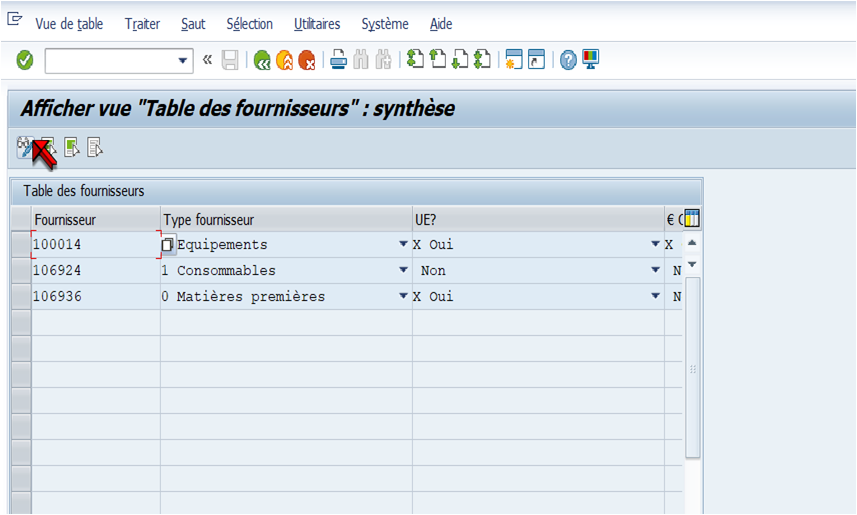 Vue de table Traiter Saut Sélection Utilitaires Système Aide
Afficher vue "Table des fournisseurs" : synthèse
Table des fournisseurs
Fournisseur Type fournisseur UE? €
100014 Equipements X Oui X
106924 1 Consommables Non N
106936 0 Matières premières X Oui N